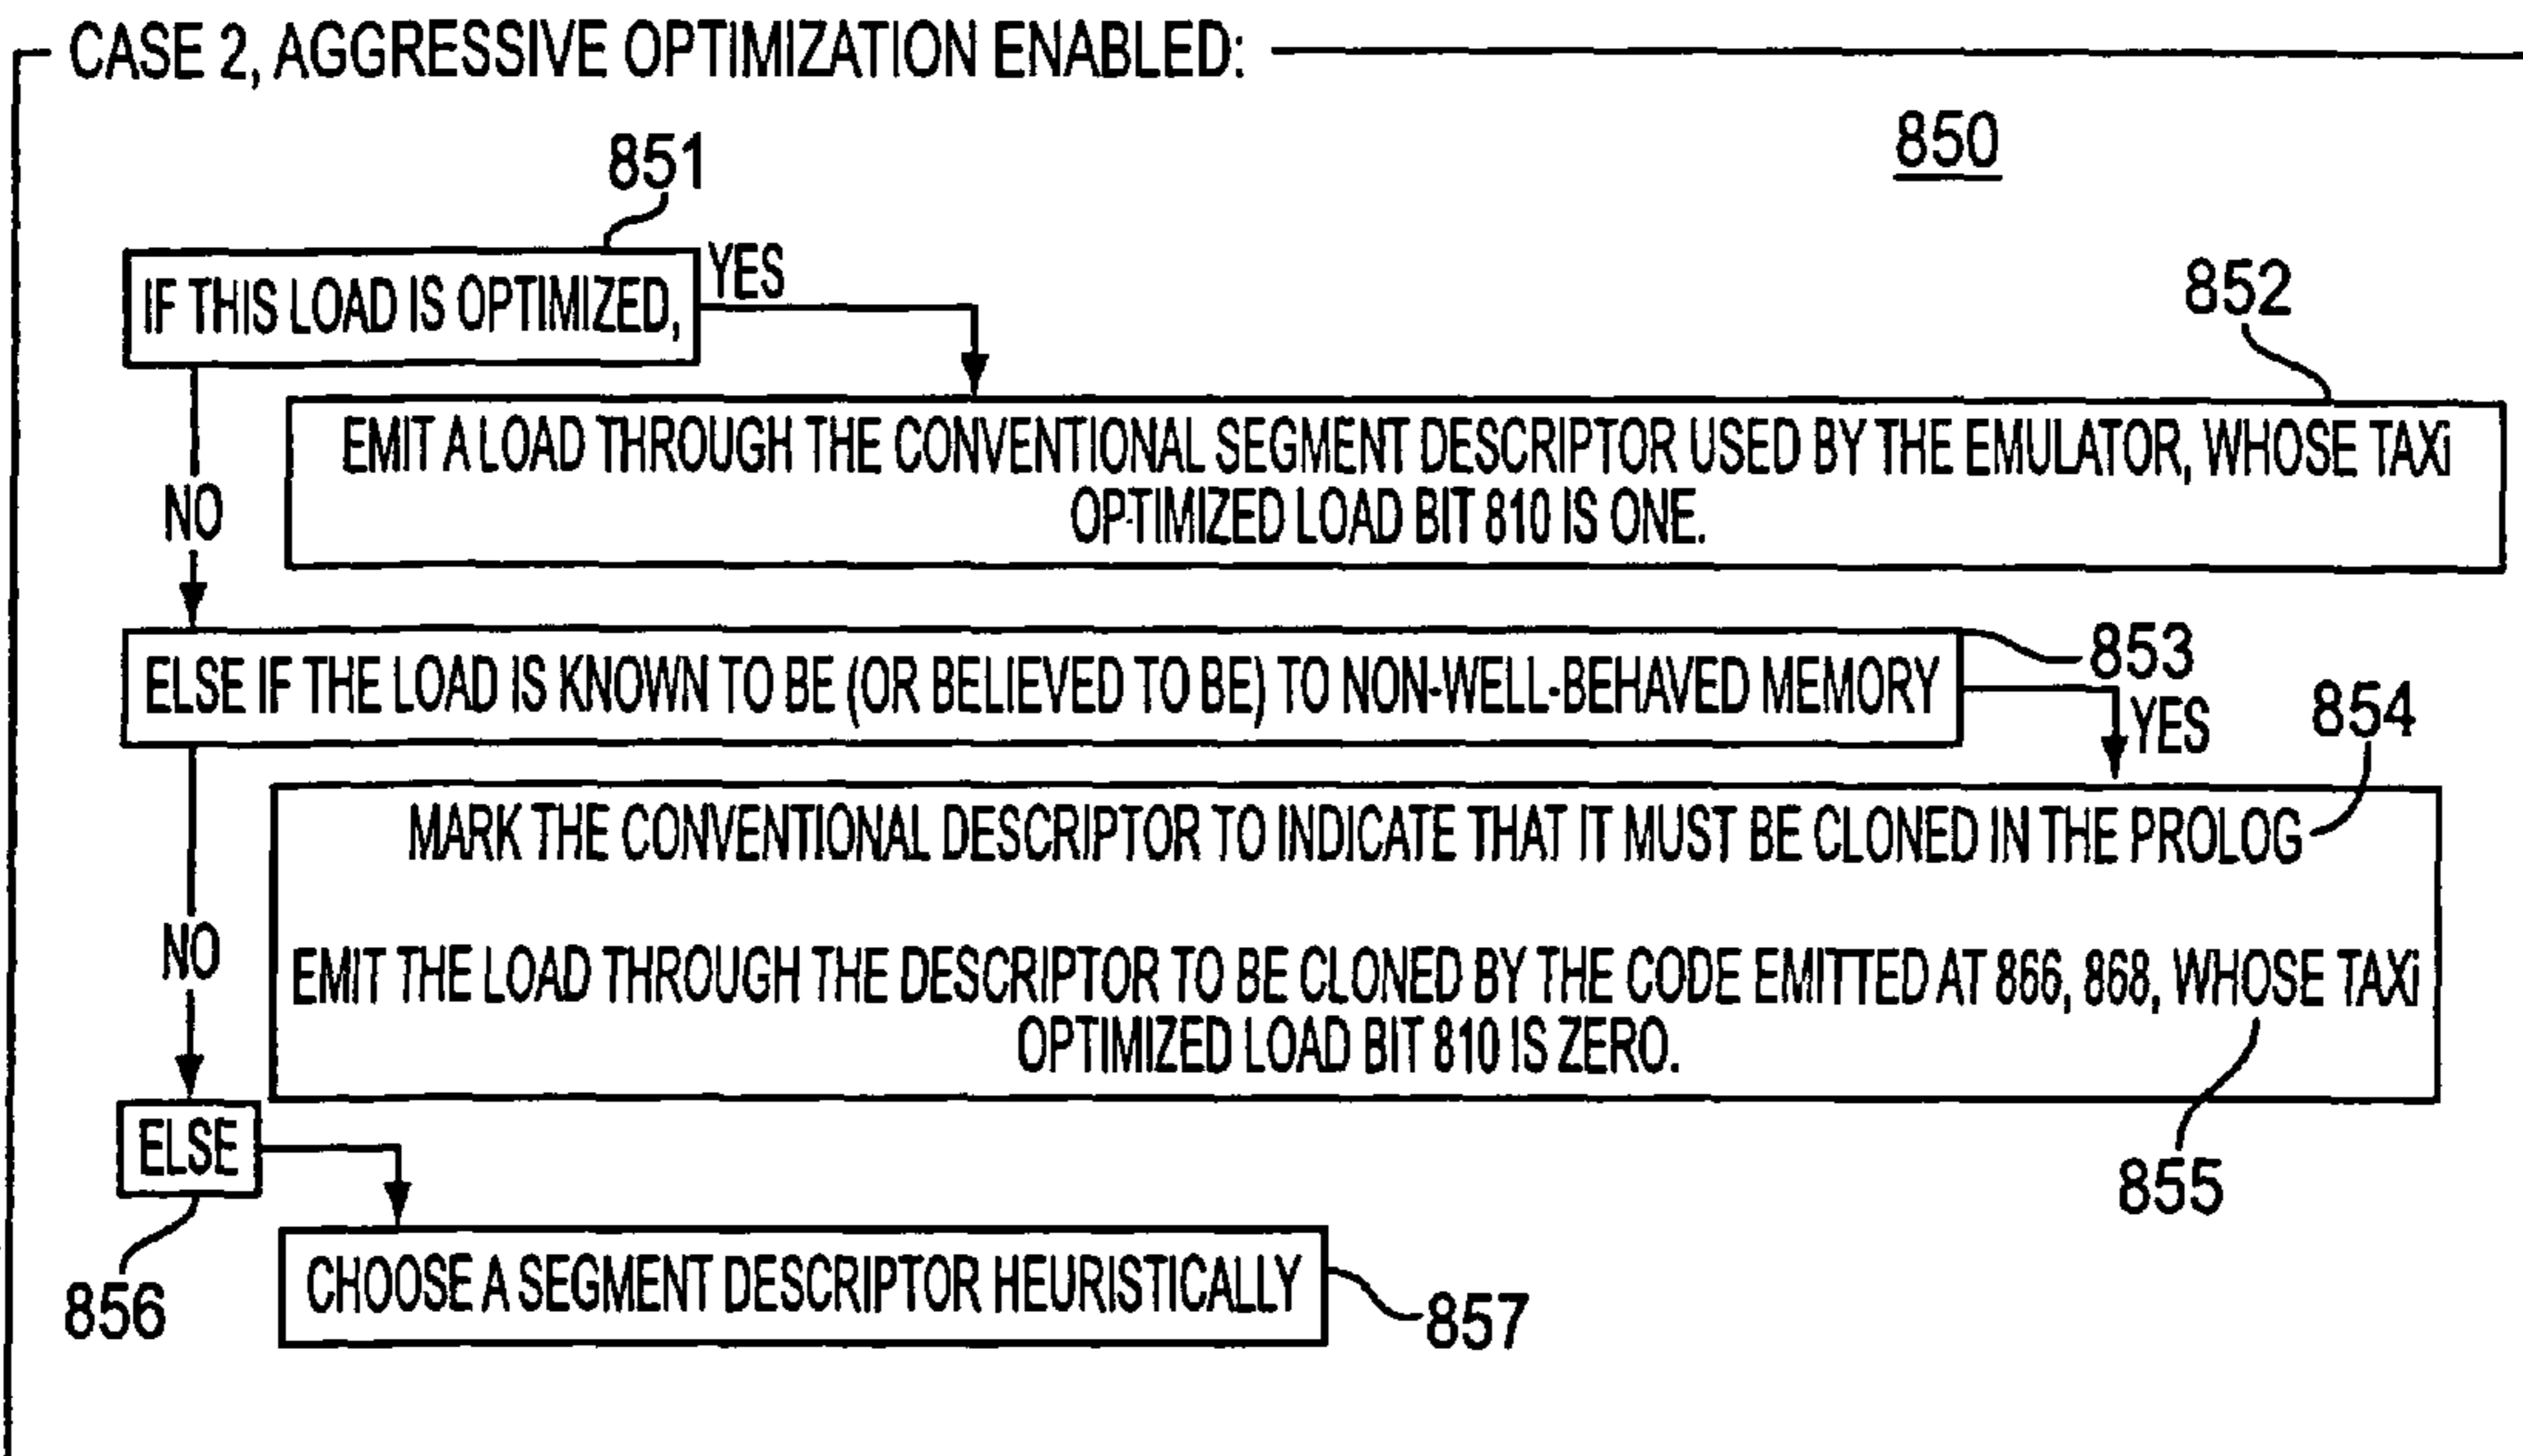 CASE 2, AGGRESSIVE OPTIMIZATION ENABLED:
850
851
IF THIS LOAD IS OPTIMIZED,
YES
852
EMIT A LOAD THROUGH THE CONVENTIONAL SEGMENT DESCRIPTOR USED BY THE EMULATOR, WHOSE TAXi
OPTIMIZED LOAD BIT 810 IS ONE.
NO
853
ELSE IF THE LOAD IS KNOWN TO BE (OR BELIEVED TO BE) TO NON-WELL-BEHAVED MEMORY
YES
854
MARK THE CONVENTIONAL DESCRIPTOR TO INDICATE THAT IT MUST BE CLONED IN THE PROLOG
NO
EMIT THE LOAD THROUGH THE DESCRIPTOR TO BE CLONED BY THE CODE EMITTED AT 866, 868, WHOSE TAXi
OPTIMIZED LOAD BIT 810 IS ZERO.
855
ELSE
856
CHOOSE A SEGMENT DESCRIPTOR HEURISTICALLY
857